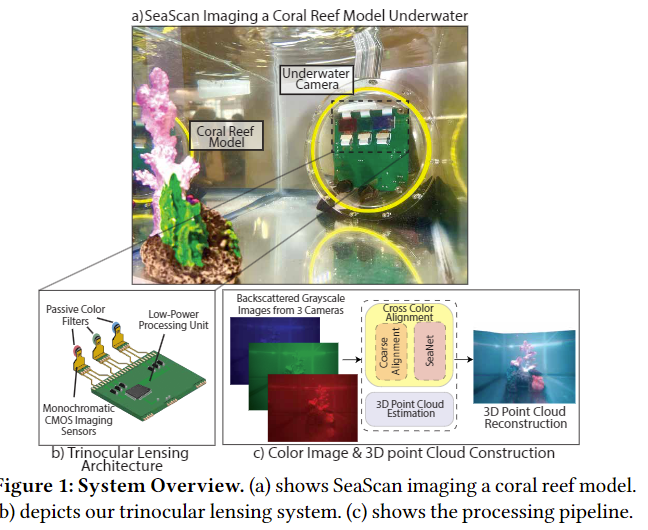 a) SeaScan Imaging a Coral Reef Model Underwater
Underwater
Camera
Coral Reef
Model
Passive Color
Filters
Low-Power
Processing Unit
Monochromatic
CMOS Imaging
Sensors
b) Trinocular Lensing
Architecture
Backscattered Grayscale
Images from 3 Cameras
Cross Color
Alignment
Coarse
Alignment
SeaNet
3D Point Cloud
Estimation
3D Point Cloud
Reconstruction
c) Color Image & 3D point Cloud Construction
Figure 1: System Overview. (a) shows SeaScan imaging a coral reef model.
(b) depicts our trinocular lensing system. (c) shows the processing pipeline.